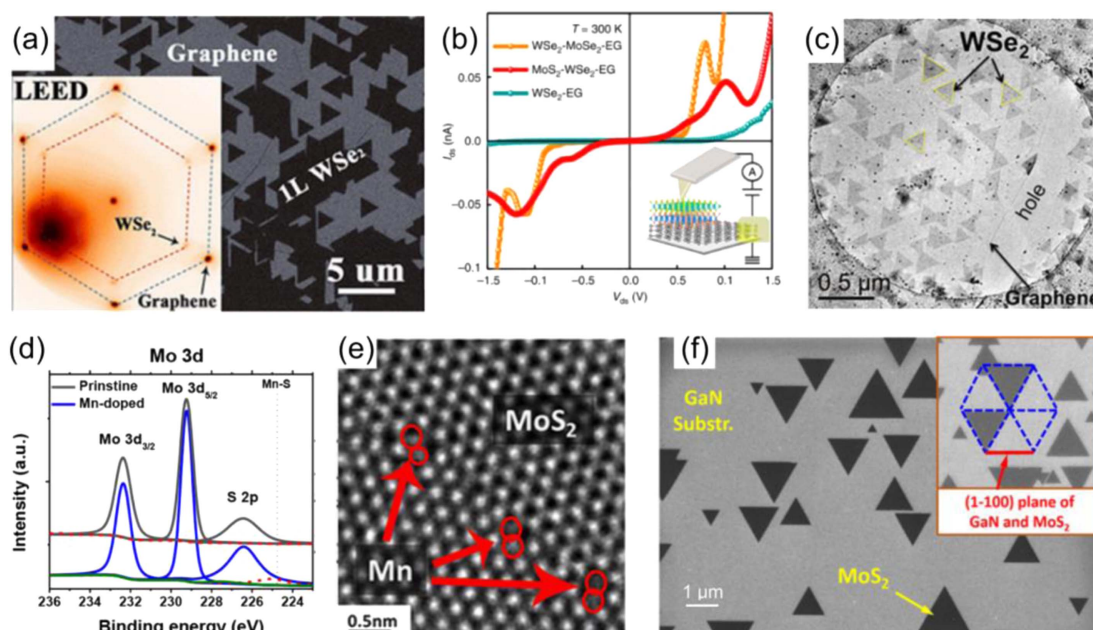 (a)
Graphene
LEED
1L WSe₂
WSe₂
Graphene
5 um
(b)
T = 300 K
WSe₂-MoSe₂-EG
MoS₂-WSe₂-EG
WSe₂-EG
0.05
0.0
-0.05
-0.1
I_ds (nA)
A
-1.5 -1.0 -0.5 0.0 0.5 1.0 1.5
V_ds (V)
(c)
WSe₂
hole
0.5 μm
Graphene
(d)
Mo 3d
Prinstine
Mn-doped
Mo 3d₅/₂
Mn-S
Mo 3d₃/₂
S 2p
Intensity (a.u.)
236 234 232 230 228 226 224
Binding energy (eV)
(e)
MoS₂
Mn
0.5nm
(f)
GaN
Substr.
(1-100) plane of
GaN and MoS₂
MoS₂
1 μm